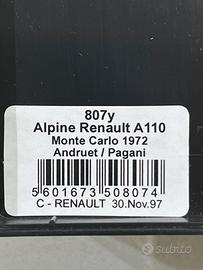 807y
Alpine Renault A110
Monte Carlo 1972
Andruet / Pagani
5 601673 508074
C - RENAULT 30.Nov.97
subito